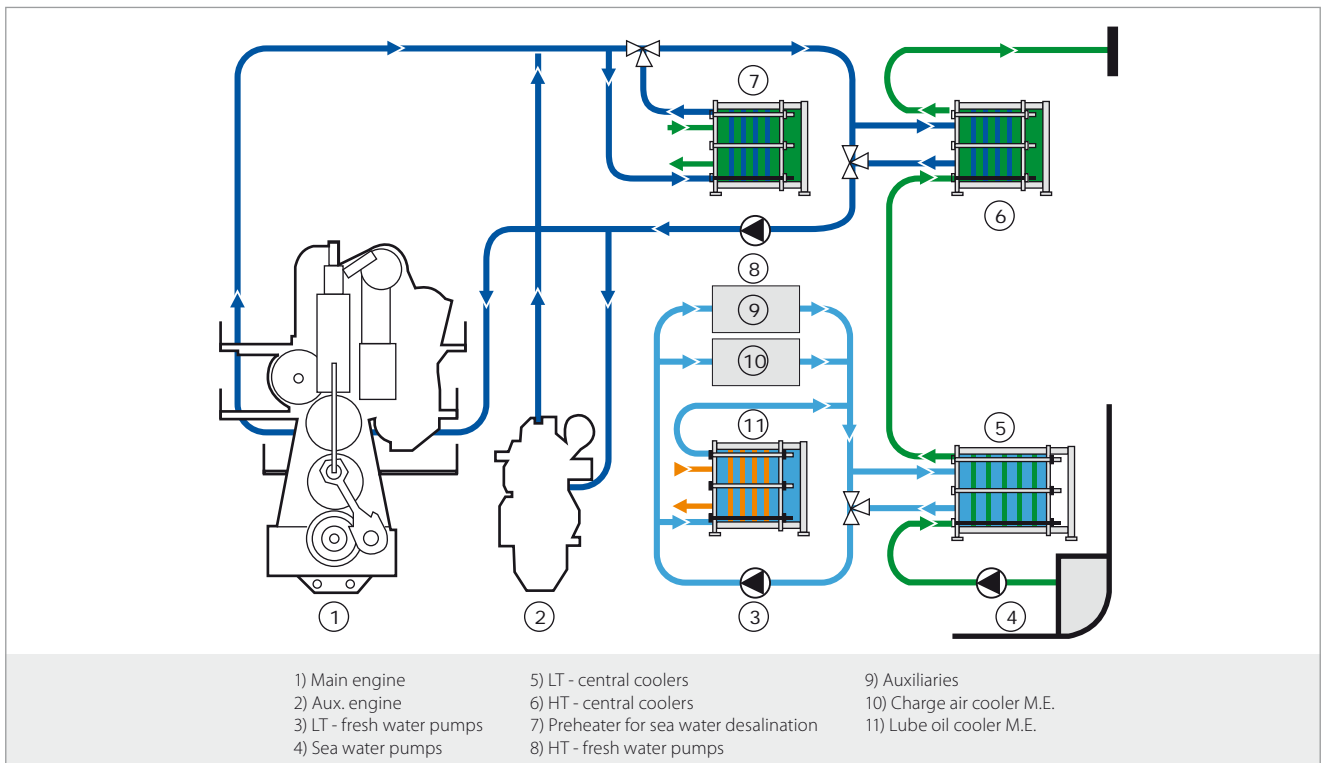 7
6
8
9
10
11
5
1
2
3
4
1) Main engine
2) Aux. engine
3) LT - fresh water pumps
4) Sea water pumps
5) LT - central coolers
6) HT - central coolers
7) Preheater for sea water desalination
8) HT - fresh water pumps
9) Auxiliaries
10) Charge air cooler M.E.
11) Lube oil cooler M.E.